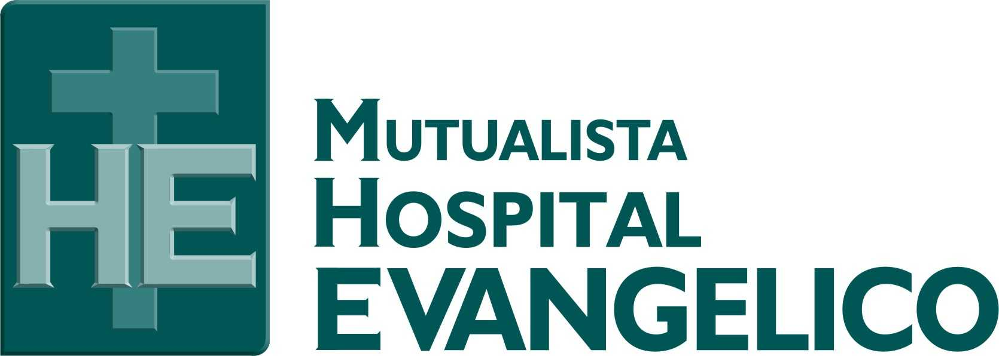 HE
MUTUALISTA
HOSPITAL
EVANGELICO